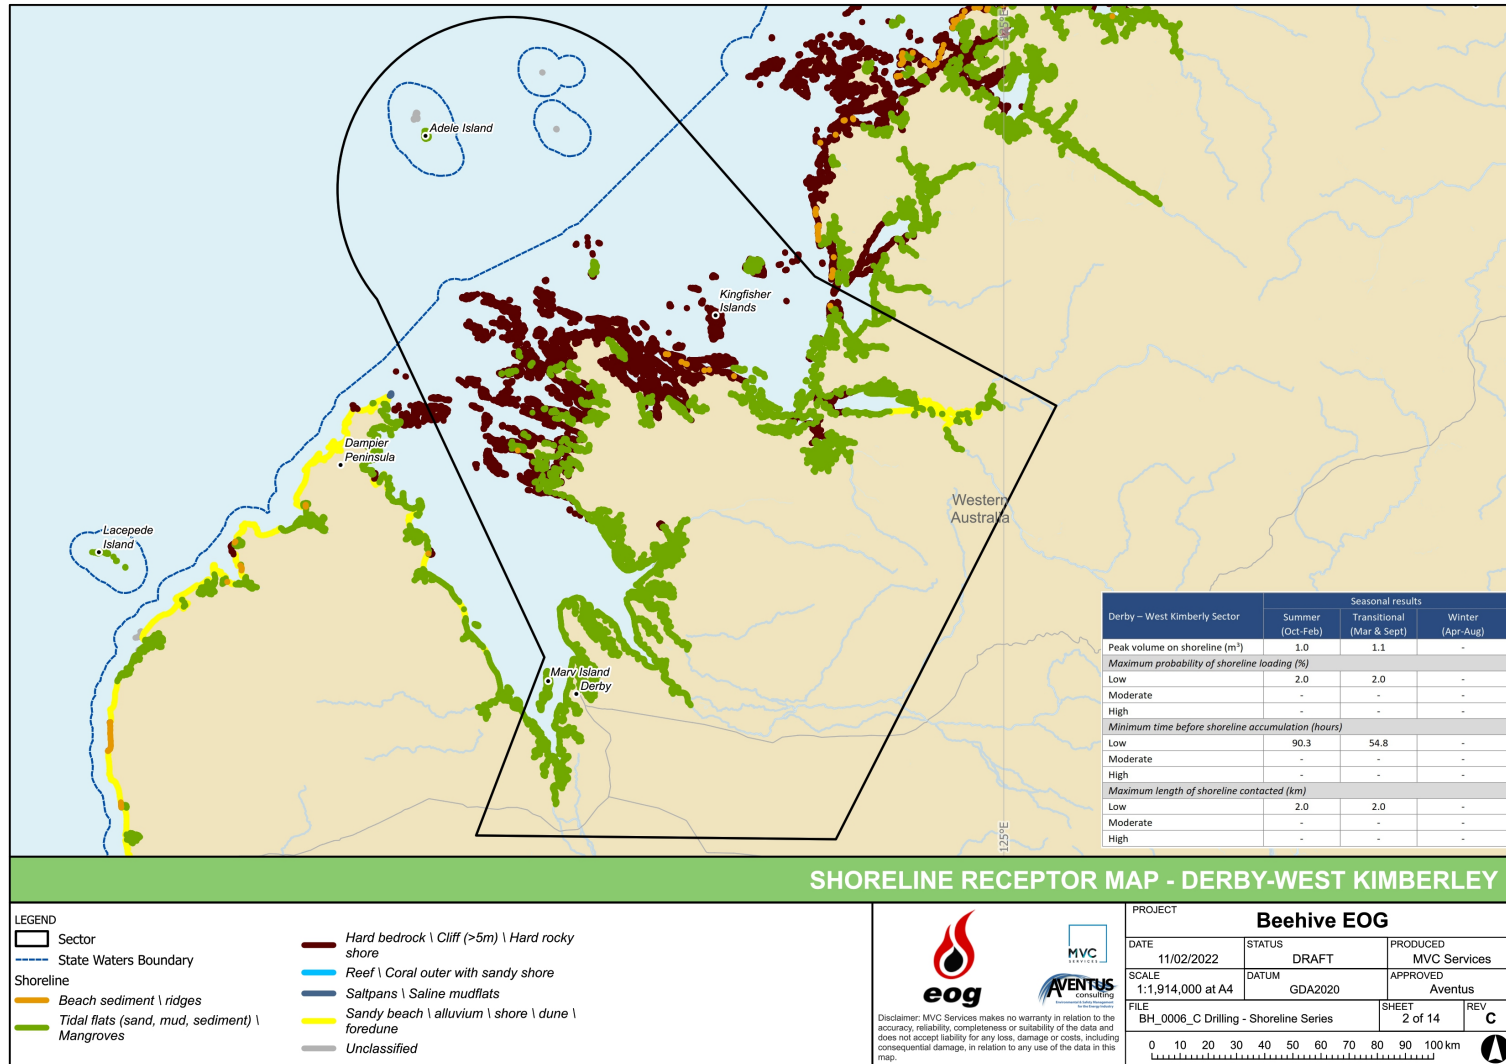 125°E
Adele Island
Kingfisher
Islands
Dampier
Peninsula
Lacepede
Island
Western
Australia
Mary Island
Derby
125°E
Derby – West Kimberly Sector
Seasonal results
Summer
(Oct-Feb)
Transitional
(Mar & Sept)
Winter
(Apr-Aug)
Peak volume on shoreline (m³) 1.0 1.1 -
Maximum probability of shoreline loading (%)
Low 2.0 2.0 -
Moderate - - -
High - - -
Minimum time before shoreline accumulation (hours)
Low 90.3 54.8 -
Moderate - - -
High - - -
Maximum length of shoreline contacted (km)
Low 2.0 2.0 -
Moderate - - -
High - - -
SHORELINE RECEPTOR MAP - DERBY-WEST KIMBERLEY
LEGEND
Sector
State Waters Boundary
Shoreline
Beach sediment \ ridges
Tidal flats (sand, mud, sediment) \
Mangroves
Hard bedrock \ Cliff (>5m) \ Hard rocky
shore
Reef \ Coral outer with sandy shore
Saltpans \ Saline mudflats
Sandy beach \ alluvium \ shore \ dune \
foredune
Unclassified
eog
MVC
SERVICES
AVENTUS
consulting
Disclaimer: MVC Services makes no warranty in relation to the
accuracy, reliability, completeness or suitability of the data and
does not accept liability for any loss, damage or costs, including
consequential damage, in relation to any use of the data in this
map.
PROJECT
Beehive EOG
DATE
11/02/2022
STATUS
DRAFT
PRODUCED
MVC Services
SCALE
1:1,914,000 at A4
DATUM
GDA2020
APPROVED
Aventus
FILE
BH_0006_C Drilling - Shoreline Series
SHEET
2 of 14
REV
C
0 10 20 30 40 50 60 70 80 90 100 km